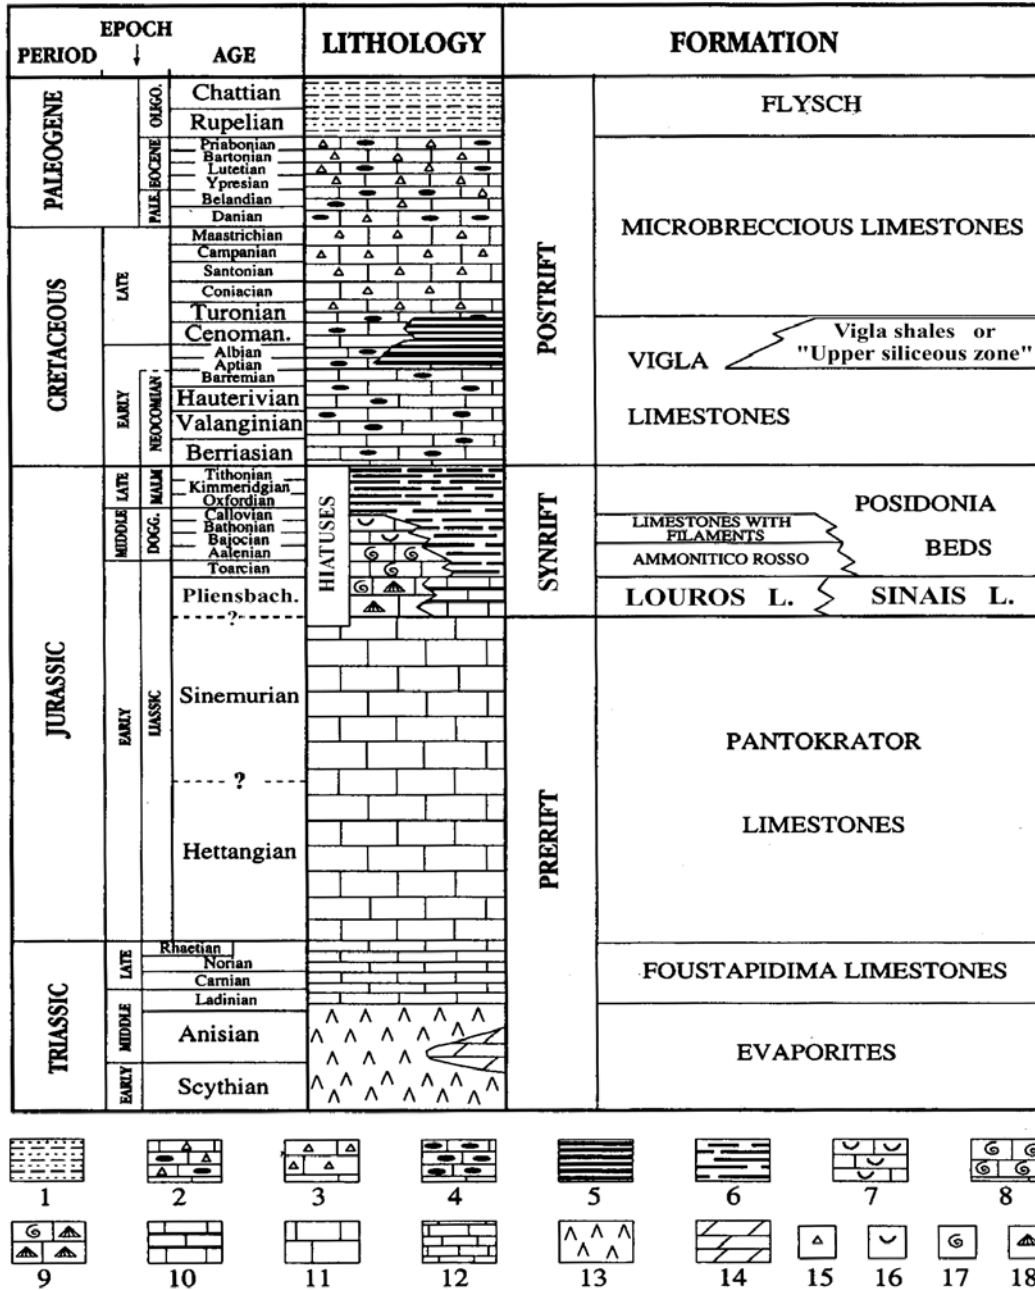 EPOCH
PERIOD
AGE
LITHOLOGY
FORMATION
PALEOGENE
OLIGO.
EOCENE
PALE.
Chattian
Rupelian
Priabonian
Bartonian
Lutetian
Ypresian
Belandian
Danian
CRETACEOUS
LATE
EARLY
NEOCOMIAN
Maastrichian
Campanian
Santonian
Coniacian
Turonian
Cenoman.
Albian
Aptian
Barremian
Hauterivian
Valanginian
Berriasian
JURASSIC
LATE
MALM
MIDDLE
DOGG.
EARLY
LIASSIC
Tithonian
Kimmeridgian
Oxfordian
Callovian
Bathonian
Bajocian
Aalenian
Toarcian
Pliensbach.
?
Sinemurian
?
Hettangian
TRIASSIC
LATE
MIDDLE
EARLY
Rhaetian
Norian
Carnian
Ladinian
Anisian
Scythian
HIATUSES
POSTRIFT
SYNRIFT
PRERIFT
FLYSCH
MICROBRECCIOUS LIMESTONES
VIGLA
Vigla shales or
"Upper siliceous zone"
LIMESTONES
POSIDONIA
BEDS
LIMESTONES WITH
FILAMENTS
AMMONITICO ROSSO
LOUROS L.
SINAIS L.
PANTOKRATOR
LIMESTONES
FOUSTAPIDIMA LIMESTONES
EVAPORITES
1 2 3 4 5 6 7 8
9 10 11 12 13 14 15 16 17 18